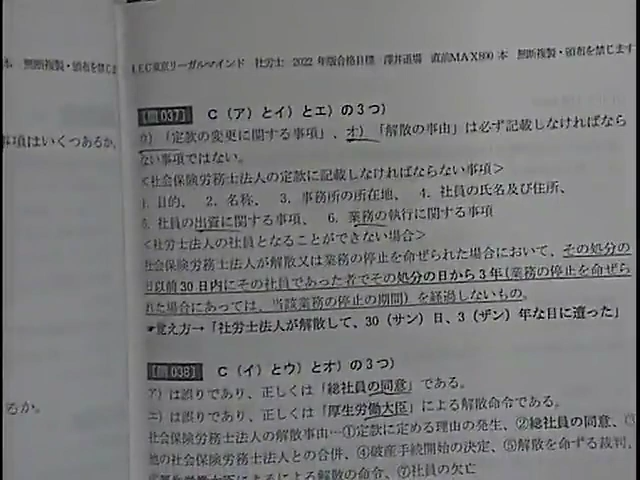 本 無断複製・頒布を禁じま
LEC東京リーガルマインド 社労士 2022年版合格目標 澤井道場 直前MAX800本 無断複製・頒布を禁じます
事項はいくつあるか。
【問037】 C(ア)とイ)とエ)の3つ)
ウ)「定款の変更に関する事項」、オ)「解散の事由」は必ず記載しなければなら
ない事項ではない。
<社会保険労務士法人の定款に記載しなければならない事項>
1. 目的、 2. 名称、 3. 事務所の所在地、 4. 社員の氏名及び住所、
5. 社員の出資に関する事項、 6. 業務の執行に関する事項
<社労士法人の社員となることができない場合>
社会保険労務士法人が解散又は業務の停止を命ぜられた場合において、その処分の
日以前30日内にその社員であった者でその処分の日から3年(業務の停止を命ぜら
れた場合にあっては、当該業務の停止の期間)を経過しないもの。
☛覚え方→「社労士法人が解散して、30(サン)日、3(ザン)年な目に遭った」
【問038】 C(イ)とウ)とオ)の3つ)
るか。
ア)は誤りであり、正しくは「総社員の同意」である。
エ)は誤りであり、正しくは「厚生労働大臣」による解散命令である。
社会保険労務士法人の解散事由…①定款に定める理由の発生、②総社員の同意、③
他の社会保険労務士法人との合併、④破産手続開始の決定、⑤解散を命ずる裁判、
による解散の命令、⑦社員の欠亡